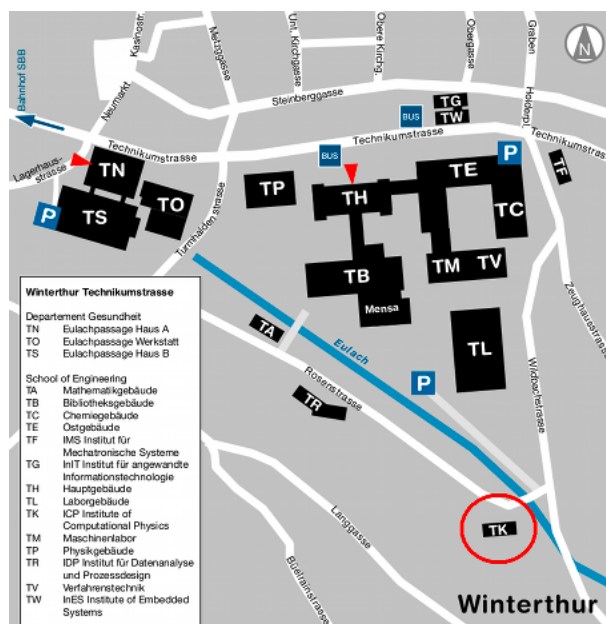 Kasinostr.
Metzggasse
Unt. Kirchgasse
Obere Kirchg.
Obergasse
Graben
N
Bahnhof SBB
Neumarkt
Steinberggasse
Holderpl.
BUS
TG
TW
Technikumstrasse
Technikumstrasse
Technikumstrasse
Lagerhaus-
strasse
BUS
P
TN
TE
TF
TP
TH
TO
P
TS
TC
Turmhalden strasse
TM
TV
TB
Mensa
Zeughausstrasse
Winterthur Technikumstrasse
Departement Gesundheit
TN Eulachpassage Haus A
TO Eulachpassage Werkstatt
TS Eulachpassage Haus B
School of Engineering
TA Mathematikgebäude
TB Bibliotheksgebäude
TC Chemiegebäude
TE Ostgebäude
TF IMS Institut für
Mechatronische Systeme
TG InIT Institut für angewandte
Informationstechnologie
TH Hauptgebäude
TL Laborgebäude
TK ICP Institute of
Computational Physics
TM Maschinenlabor
TP Physikgebäude
TR IDP Institut für Datenanalyse
und Prozessdesign
TV Verfahrenstechnik
TW InES Institute of Embedded
Systems
TA
Eulach
TL
Rosenstrasse
P
Wildbachstrasse
TR
Langgasse
TK
Büelrainstrasse
Winterthur